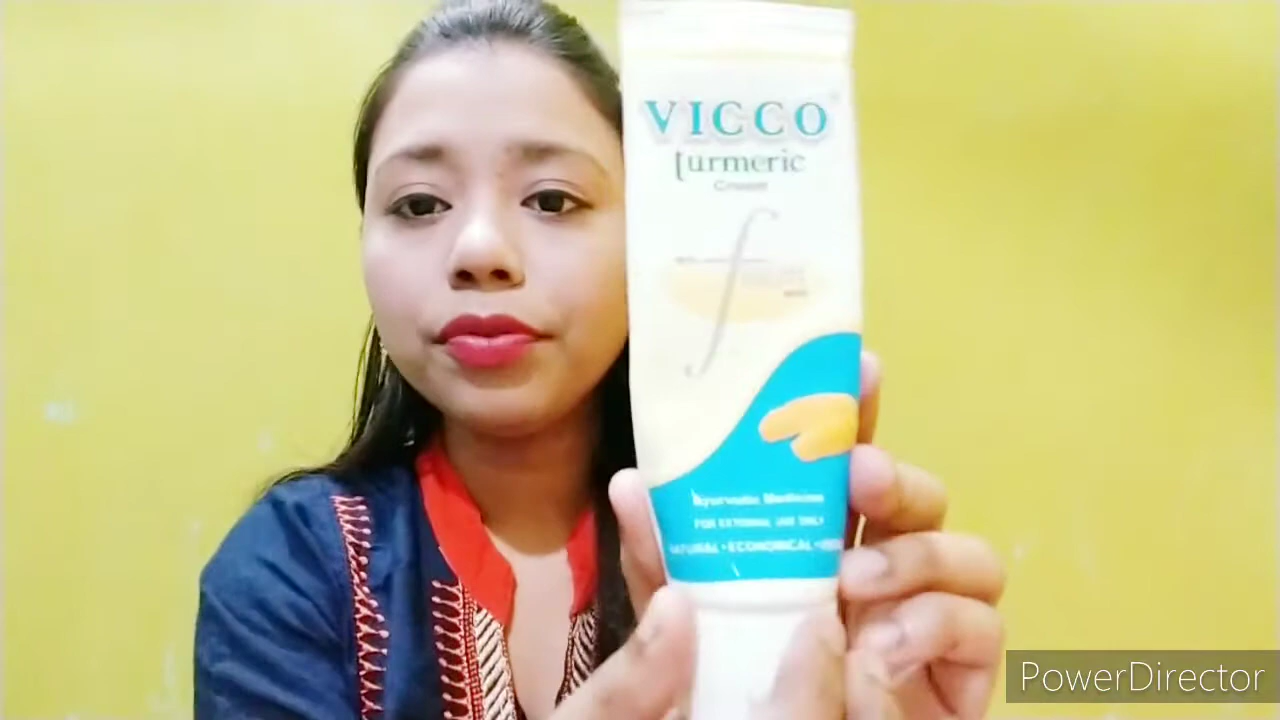 VICCO
turmeric
Cream
f
Ayurvedic Medicine
FOR EXTERNAL USE ONLY
NATURAL • ECONOMICAL •
PowerDirector